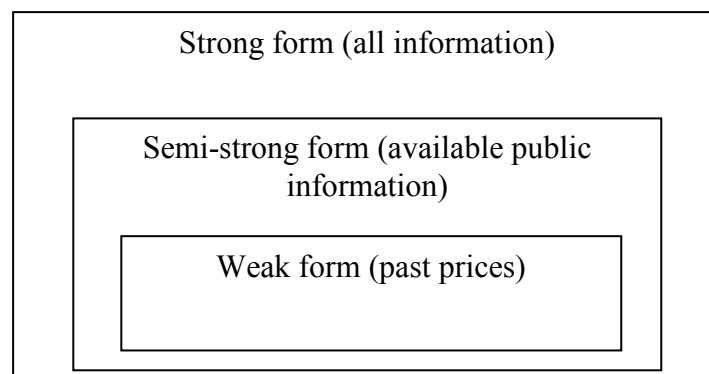 Strong form (all information)
Semi-strong form (available public
information)
Weak form (past prices)